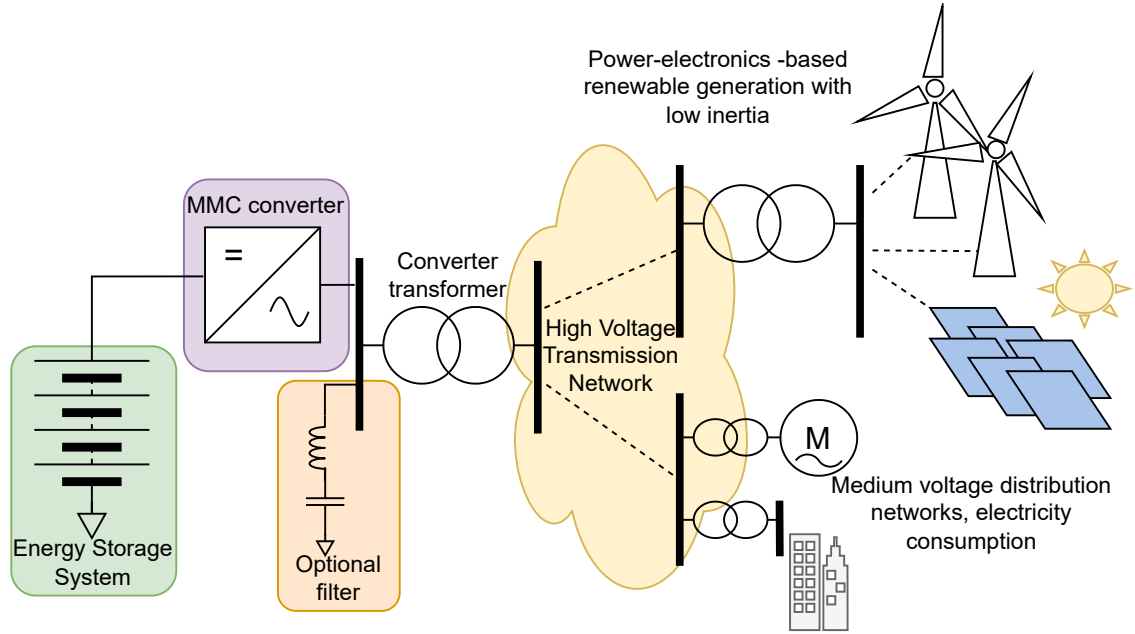 Power-electronics -based
renewable generation with
low inertia
MMC converter
=
Converter
transformer
High Voltage
Transmission
Network
M
Medium voltage distribution
networks, electricity
consumption
Energy Storage
System
Optional
filter